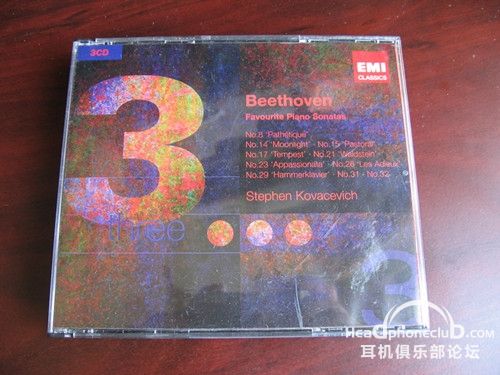 3CD
EMI
CLASSICS
3
Beethoven
Favourite Piano Sonatas
No.8 'Pathétique'
No.14 'Moonlight' · No.15 'Pastoral'
No.17 'Tempest' · No.21 'Waldstein'
No.23 'Appassionata' · No.26 'Les Adieux'
No.29 'Hammerklavier' · No.31 · No.32
Stephen Kovacevich
three
3
HeadphoneclubD.com
耳机俱乐部论坛